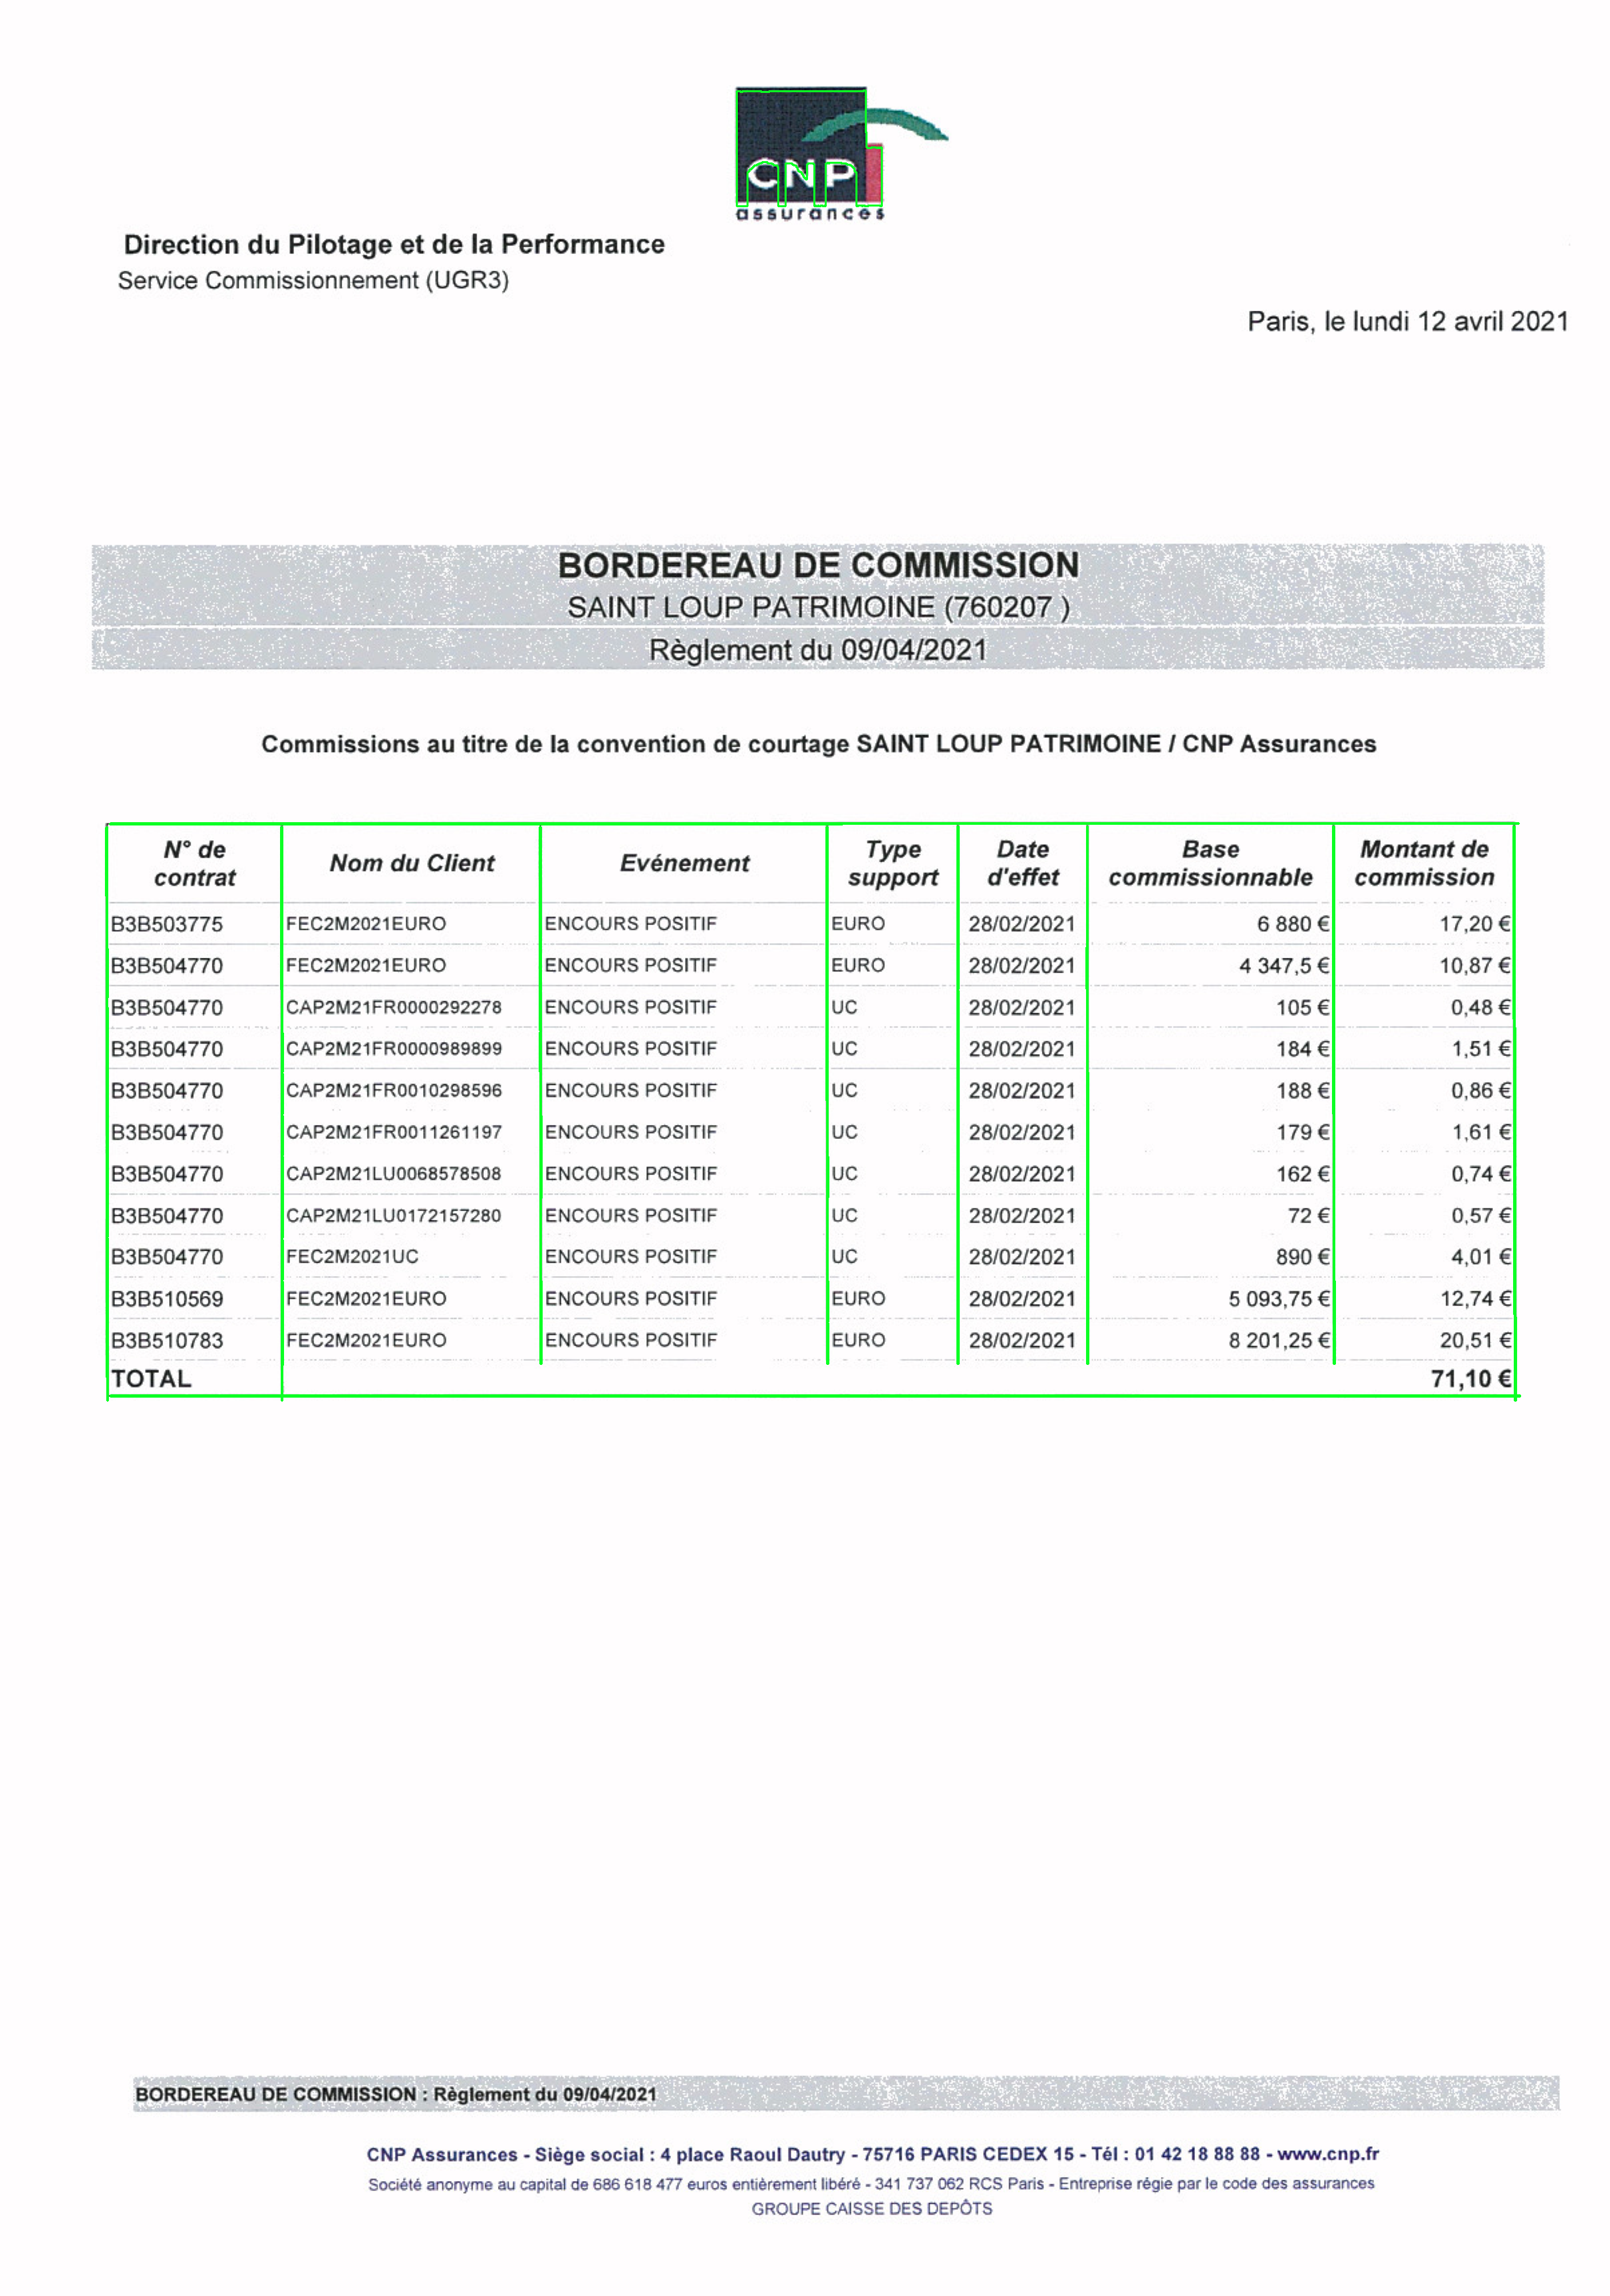 CNP
assurances
Direction du Pilotage et de la Performance
Service Commissionnement (UGR3)
Paris, le lundi 12 avril 2021
BORDEREAU DE COMMISSION
SAINT LOUP PATRIMOINE (760207 )
Règlement du 09/04/2021
Commissions au titre de la convention de courtage SAINT LOUP PATRIMOINE / CNP Assurances
N° de contrat Nom du Client Evénement Type support Date d'effet Base commissionnable Montant de commission
B3B503775 FEC2M2021EURO ENCOURS POSITIF EURO 28/02/2021 6 880 € 17,20 €
B3B504770 FEC2M2021EURO ENCOURS POSITIF EURO 28/02/2021 4 347,5 € 10,87 €
B3B504770 CAP2M21FR0000292278 ENCOURS POSITIF UC 28/02/2021 105 € 0,48 €
B3B504770 CAP2M21FR0000989899 ENCOURS POSITIF UC 28/02/2021 184 € 1,51 €
B3B504770 CAP2M21FR0010298596 ENCOURS POSITIF UC 28/02/2021 188 € 0,86 €
B3B504770 CAP2M21FR0011261197 ENCOURS POSITIF UC 28/02/2021 179 € 1,61 €
B3B504770 CAP2M21LU0068578508 ENCOURS POSITIF UC 28/02/2021 162 € 0,74 €
B3B504770 CAP2M21LU0172157280 ENCOURS POSITIF UC 28/02/2021 72 € 0,57 €
B3B504770 FEC2M2021UC ENCOURS POSITIF UC 28/02/2021 890 € 4,01 €
B3B510569 FEC2M2021EURO ENCOURS POSITIF EURO 28/02/2021 5 093,75 € 12,74 €
B3B510783 FEC2M2021EURO ENCOURS POSITIF EURO 28/02/2021 8 201,25 € 20,51 €
TOTAL 71,10 €
BORDEREAU DE COMMISSION : Règlement du 09/04/2021
CNP Assurances - Siège social : 4 place Raoul Dautry - 75716 PARIS CEDEX 15 - Tél : 01 42 18 88 88 - www.cnp.fr
Société anonyme au capital de 686 618 477 euros entièrement libéré - 341 737 062 RCS Paris - Entreprise régie par le code des assurances
GROUPE CAISSE DES DEPÔTS